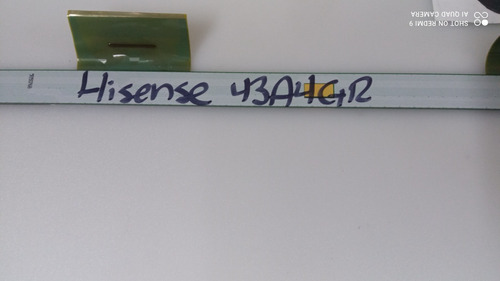 Hisense 43A4GR
SHOT ON REDMI 9
AI QUAD CAMERA